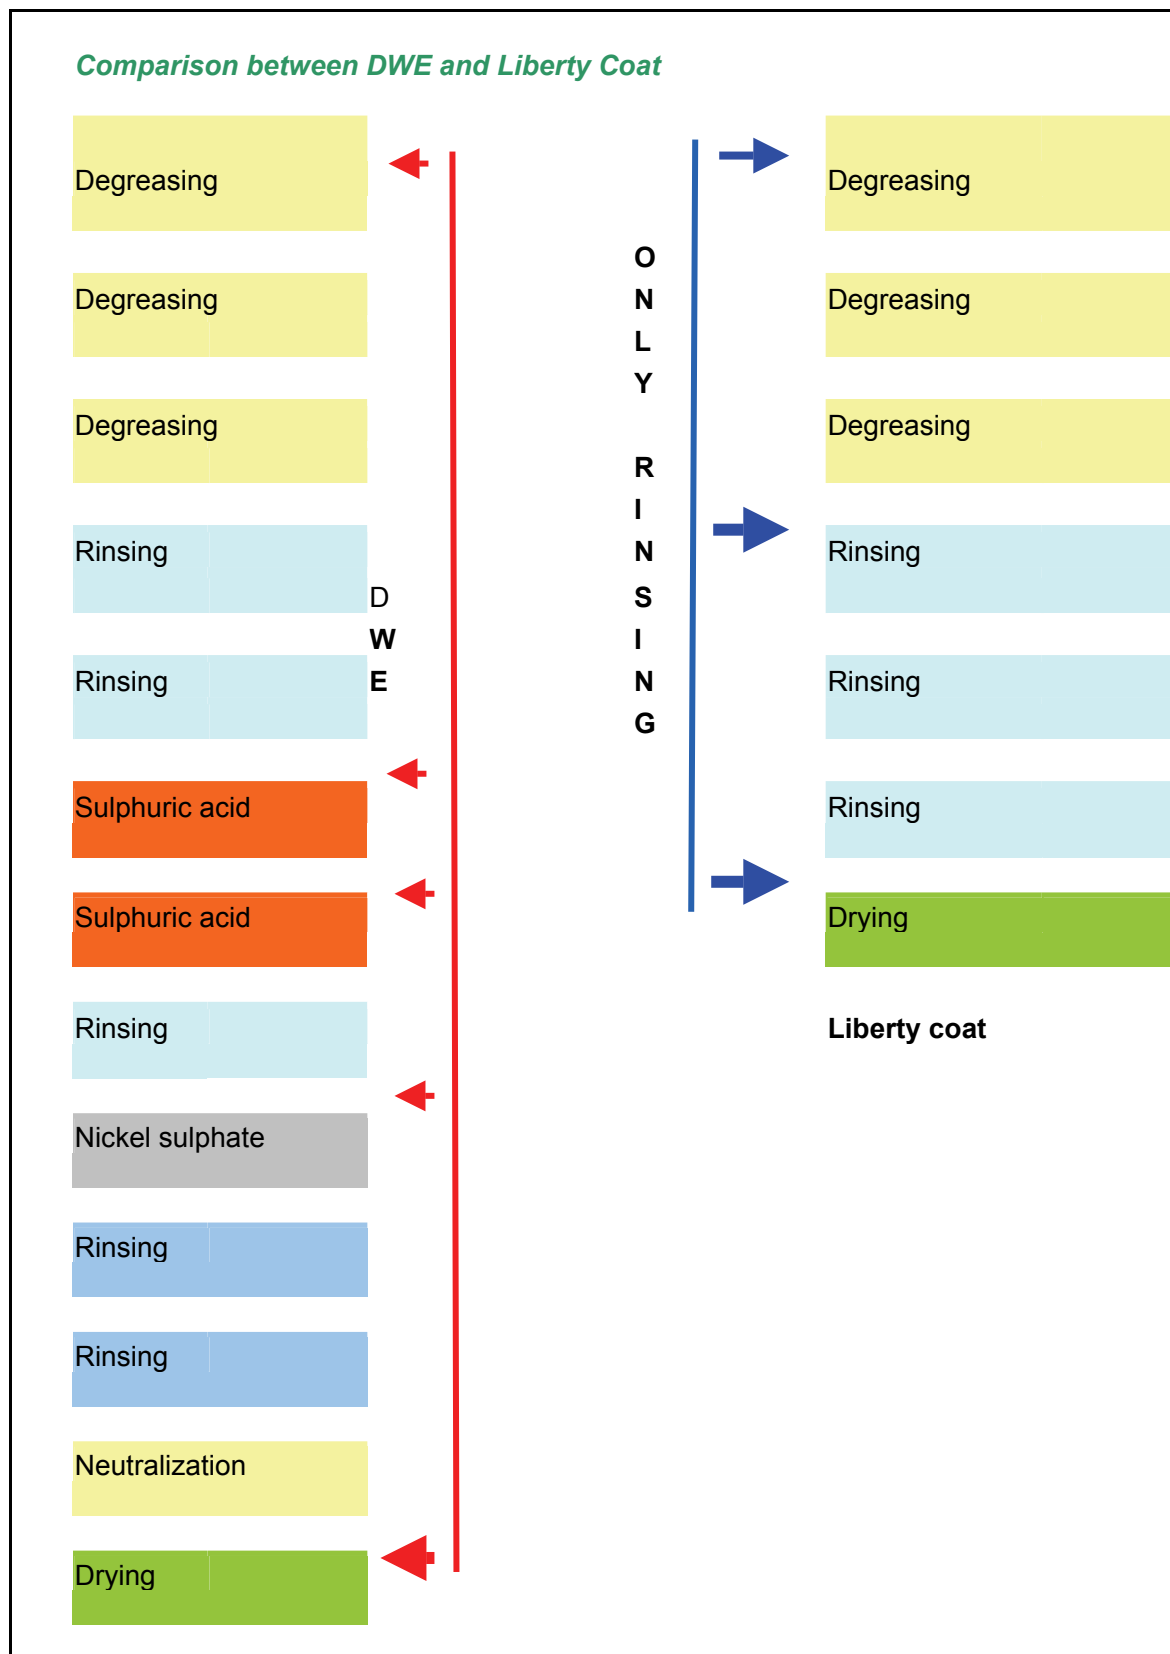 Comparison between DWE and Liberty Coat
Degreasing
Degreasing
Degreasing
Rinsing
Rinsing
Sulphuric acid
Sulphuric acid
Rinsing
Nickel sulphate
Rinsing
Rinsing
Neutralization
Drying
D
W
E
O
N
L
Y
R
I
N
S
I
N
G
Degreasing
Degreasing
Degreasing
Rinsing
Rinsing
Rinsing
Drying
Liberty coat